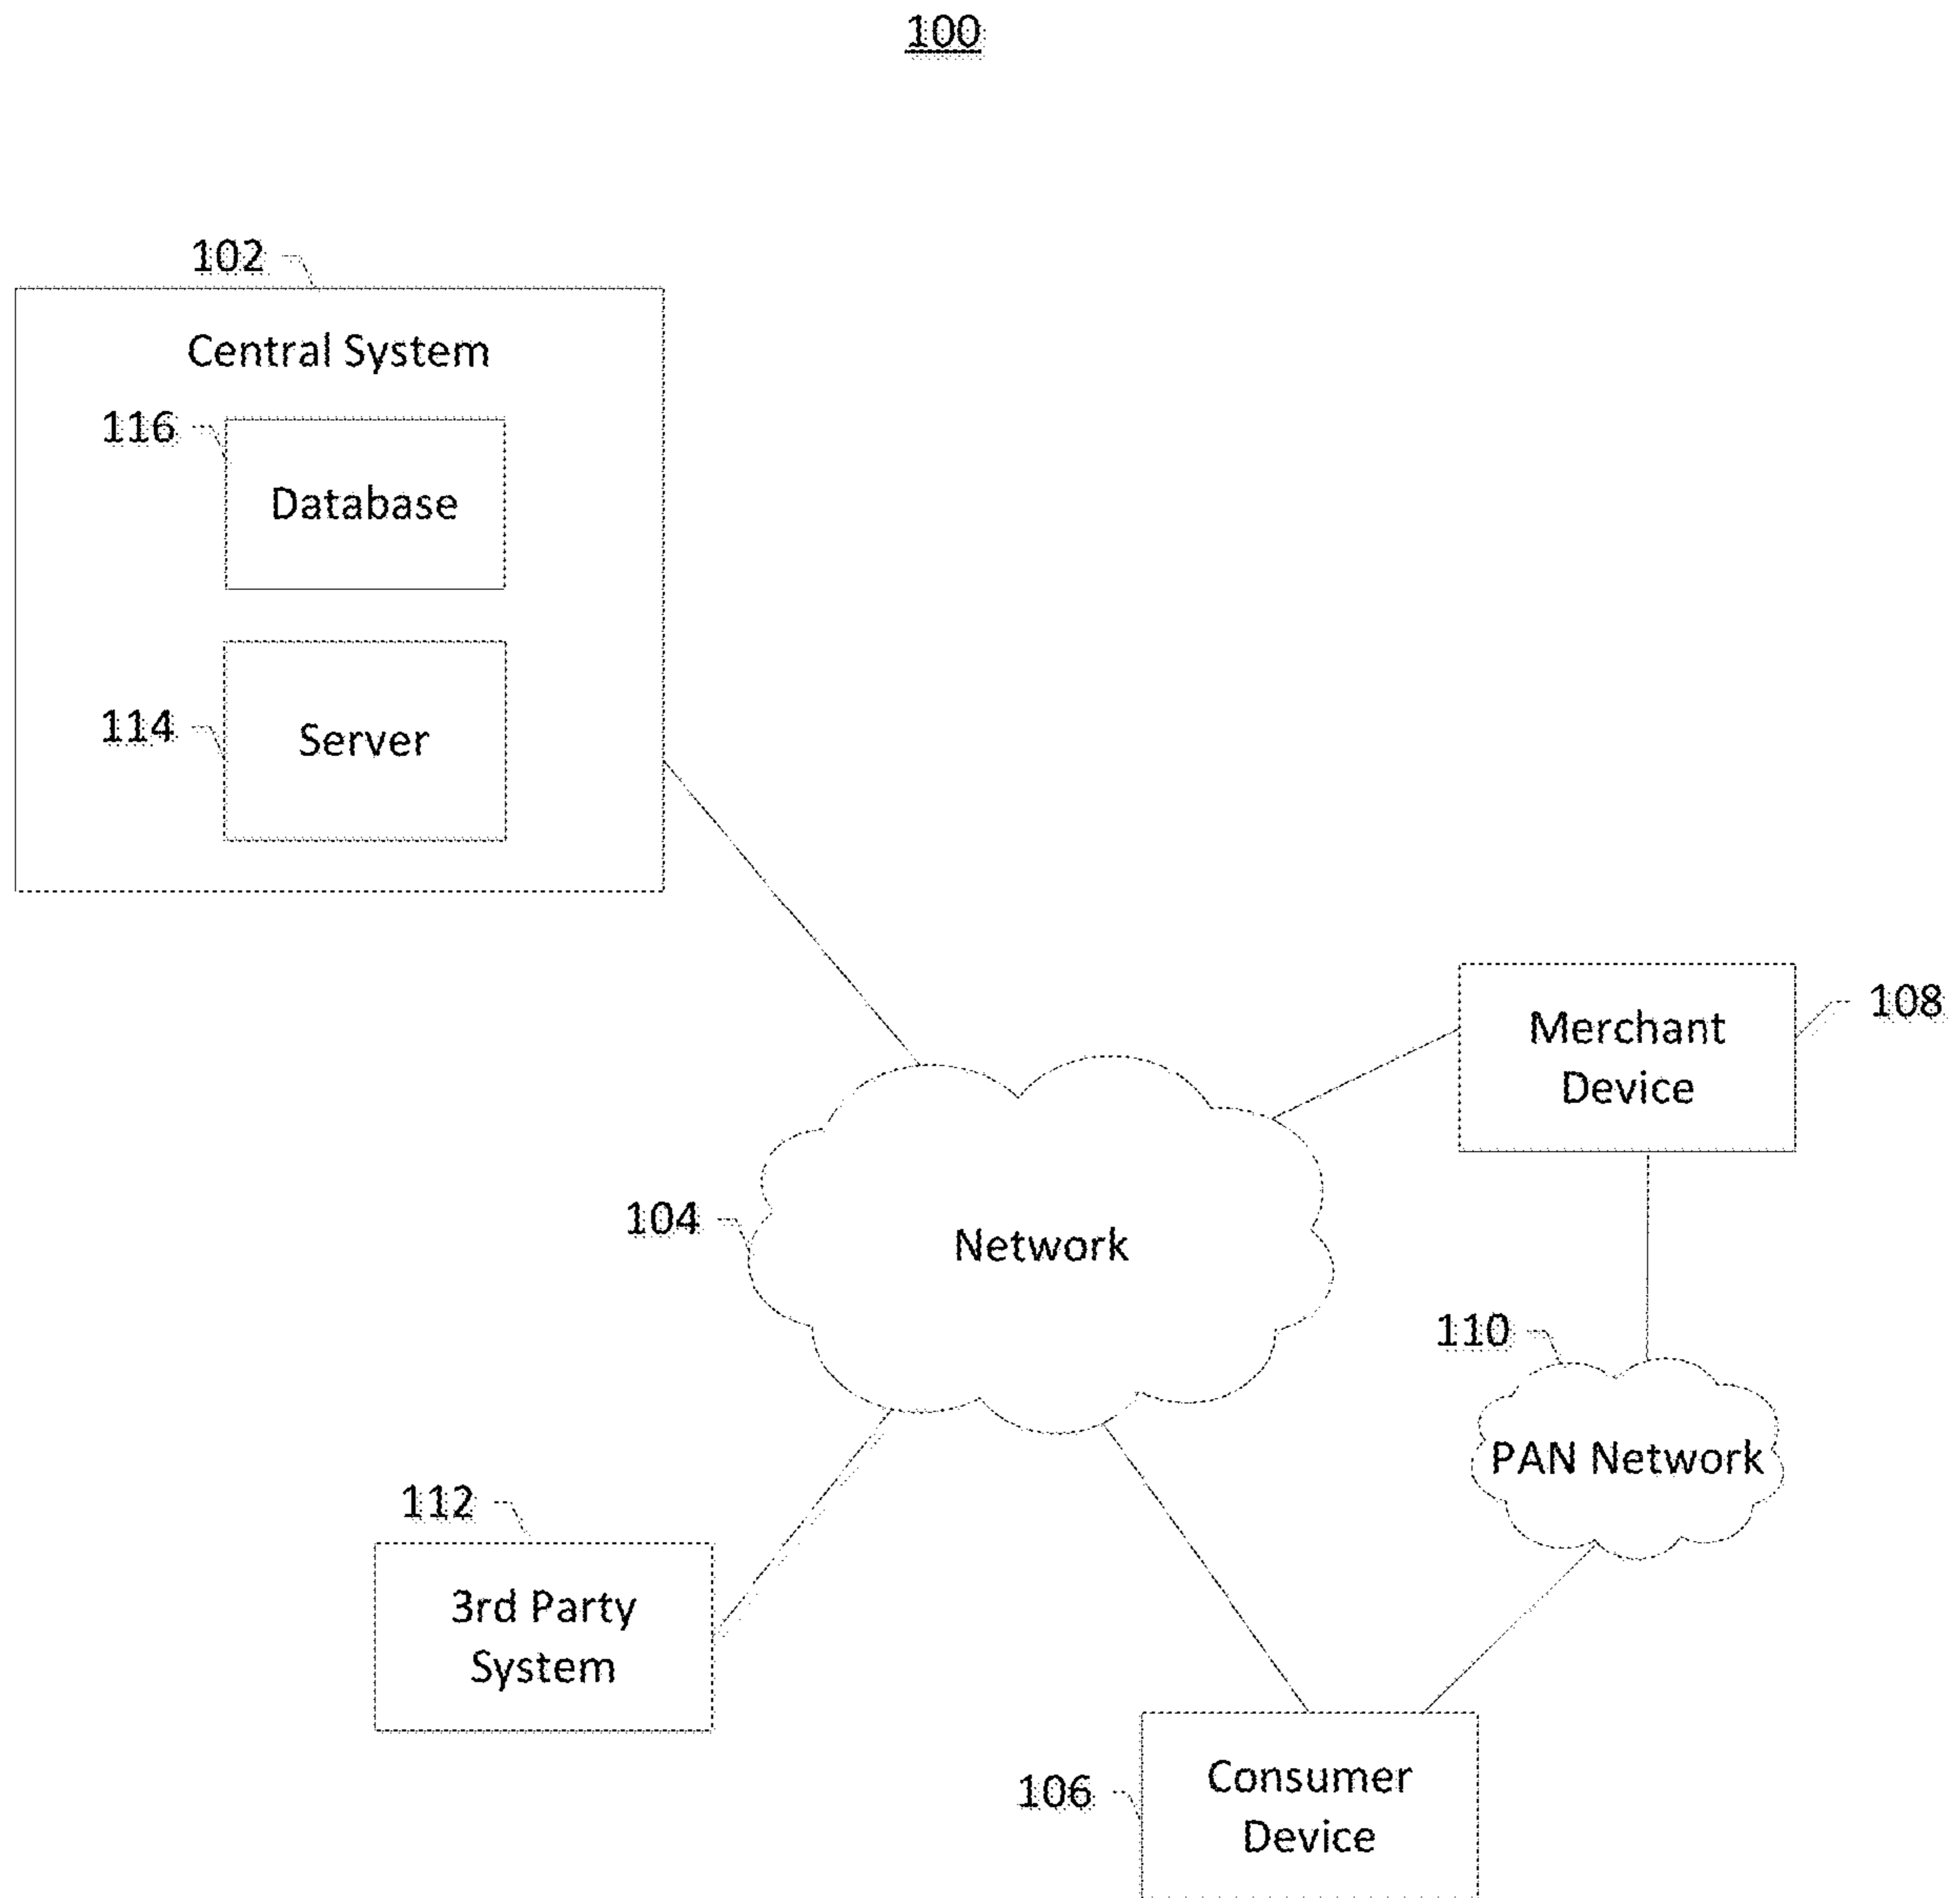 100
102
Central System
116
Database
114
Server
108
Merchant
Device
104
Network
110
PAN Network
112
3rd Party
System
106
Consumer
Device